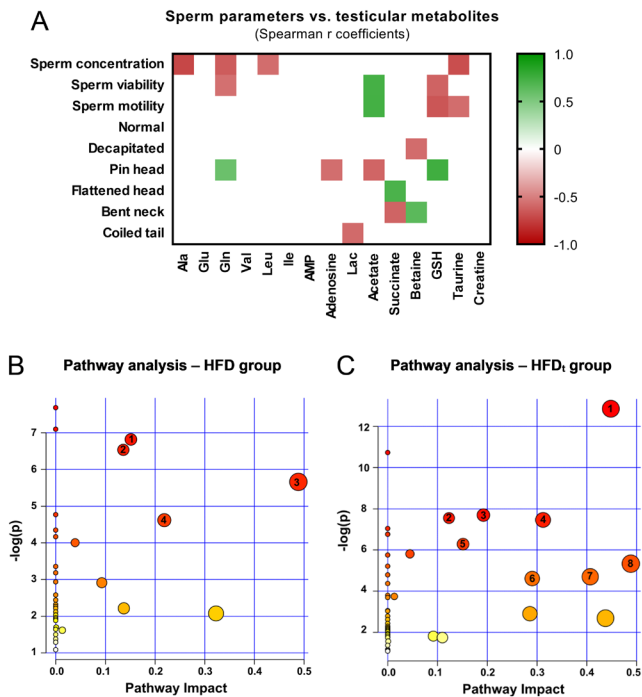 A
Sperm parameters vs. testicular metabolites
(Spearman r coefficients)
Sperm concentration
Sperm viability
Sperm motility
Normal
Decapitated
Pin head
Flattened head
Bent neck
Coiled tail
Ala
Glu
Gln
Val
Leu
Ile
AMP
Adenosine
Lac
Acetate
Succinate
Betaine
GSH
Taurine
Creatine
1.0
0.5
0
-0.5
-1.0
B
Pathway analysis – HFD group
-log(p)
7
6
5
4
3
2
1
1
2
3
4
0.0 0.1 0.2 0.3 0.4 0.5
Pathway Impact
C
Pathway analysis – HFDt group
-log(p)
12
10
8
6
4
2
1
2
3
4
5
6
7
8
0.0 0.1 0.2 0.3 0.4 0.5
Pathway Impact